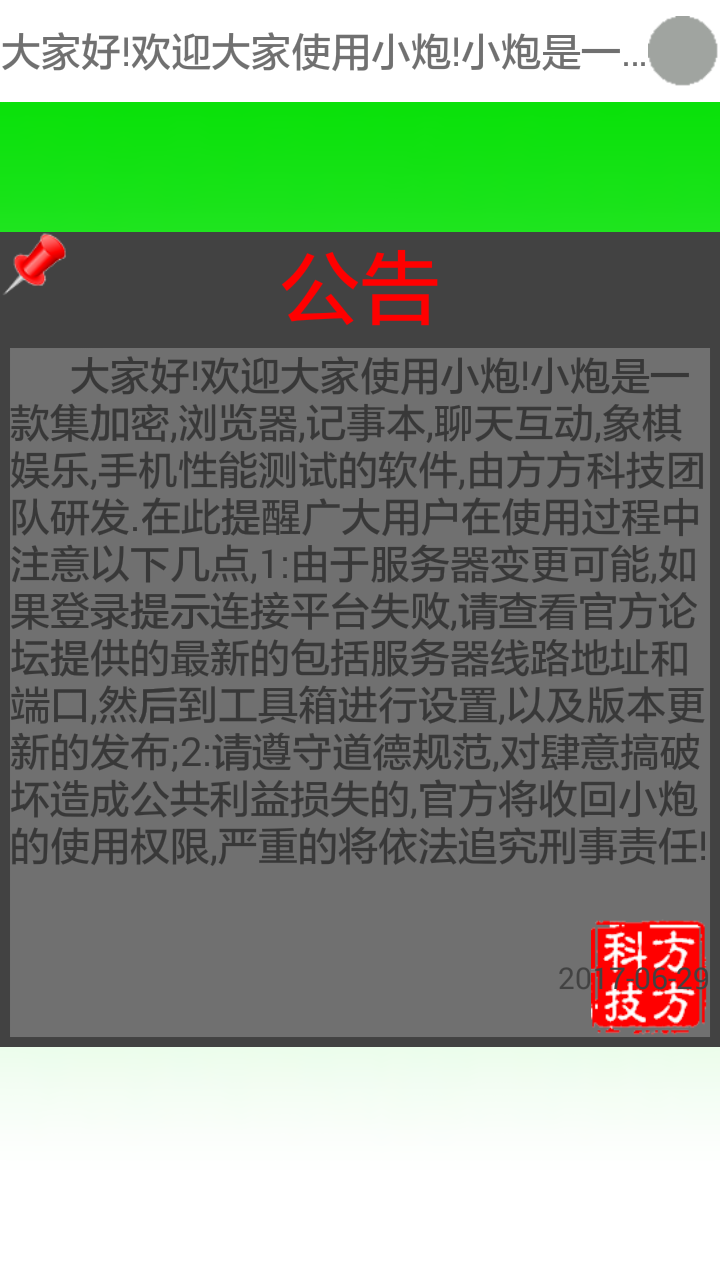 大家好!欢迎大家使用小炮!小炮是一...
公告
大家好!欢迎大家使用小炮!小炮是一
款集加密,浏览器,记事本,聊天互动,象棋
娱乐,手机性能测试的软件,由方方科技团
队研发.在此提醒广大用户在使用过程中
注意以下几点,1:由于服务器变更可能,如
果登录提示连接平台失败,请查看官方论
坛提供的最新的包括服务器线路地址和
端口,然后到工具箱进行设置,以及版本更
新的发布;2:请遵守道德规范,对肆意搞破
坏造成公共利益损失的,官方将收回小炮
的使用权限,严重的将依法追究刑事责任!
方方
科技
2017-06-29